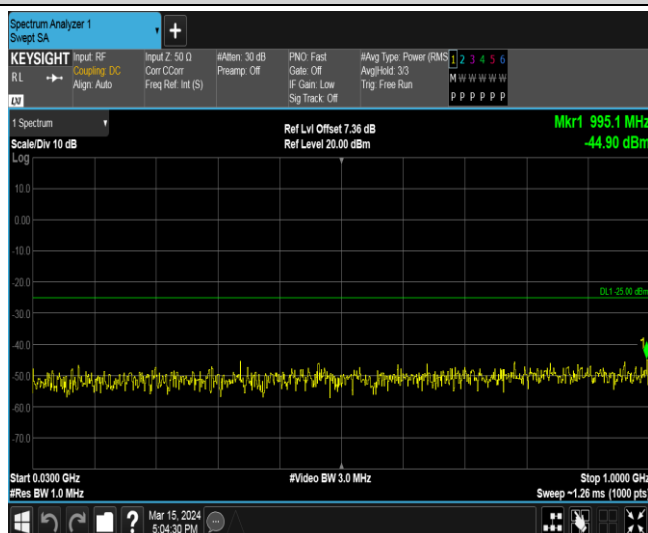 Spectrum Analyzer 1
Swept SA
+
KEYSIGHT
RL
LXI
Input: RF
Coupling: DC
Align: Auto
Input Z: 50 Ω
Corr CCorr
Freq Ref: Int (S)
#Atten: 30 dB
Preamp: Off
PNO: Fast
Gate: Off
IF Gain: Low
Sig Track: Off
#Avg Type: Power (RMS
Avg|Hold: 3/3
Trig: Free Run
1 2 3 4 5 6
M W W W W W
P P P P P P
1 Spectrum
Scale/Div 10 dB
Log
Ref Lvl Offset 7.36 dB
Ref Level 20.00 dBm
Mkr1 995.1 MHz
-44.90 dBm
10.0
0.00
-10.0
-20.0
DL1 -25.00 dBm
-30.0
-40.0
1
-50.0
-60.0
-70.0
Start 0.0300 GHz
#Video BW 3.0 MHz
Stop 1.0000 GHz
#Res BW 1.0 MHz
Sweep ~1.26 ms (1000 pts)
?
Mar 15, 2024
5:04:30 PM